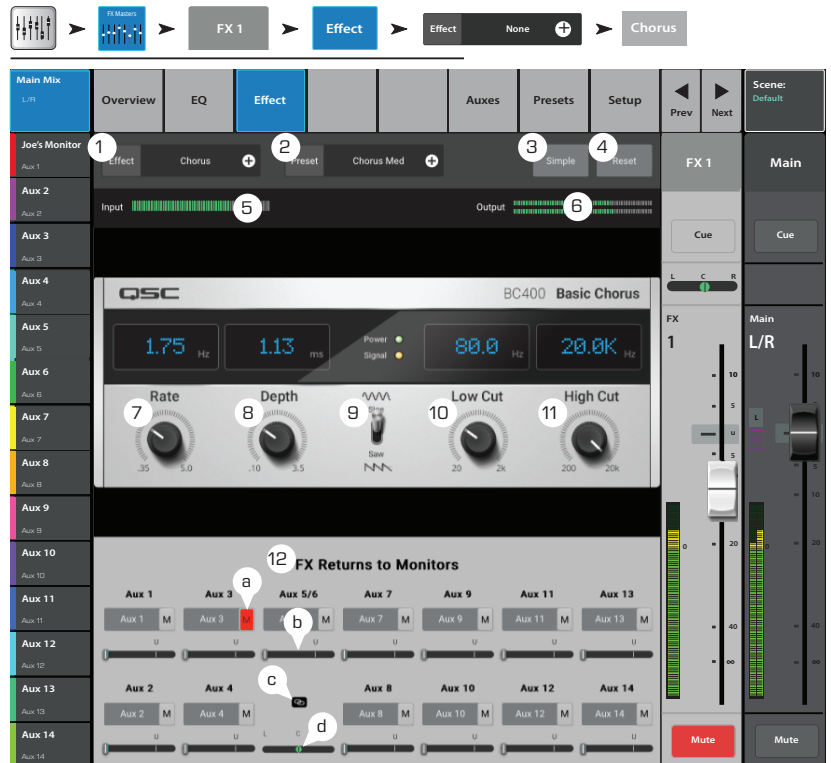 FX Masters
FX 1
Effect
Effect None
Chorus
Main Mix
L/R
Overview
EQ
Effect
Auxes
Presets
Setup
Prev
Next
Scene:
Default
Joe's Monitor
Aux 1
Aux 2
Aux 2
Aux 3
Aux 3
Aux 4
Aux 4
Aux 5
Aux 5
Aux 6
Aux 6
Aux 7
Aux 7
Aux 8
Aux 8
Aux 9
Aux 9
Aux 10
Aux 10
Aux 11
Aux 11
Aux 12
Aux 12
Aux 13
Aux 13
Aux 14
Aux 14
1
Effect Chorus
2
Preset Chorus Med
3
Simple
4
Reset
Input
5
Output
6
QSC
BC400 Basic Chorus
1.75 Hz
1.13 ms
Power
Signal
80.0 Hz
20.0K Hz
Rate
7
.35 5.0
Depth
8
.10 3.5
9
Sine
Saw
Low Cut
10
20 2k
High Cut
11
200 20k
12
FX Returns to Monitors
a
Aux 1 Aux 3 Aux 5/6 Aux 7 Aux 9 Aux 11 Aux 13
Aux 1 M Aux 3 M M Aux 7 M Aux 9 M Aux 11 M Aux 13 M
b
U U U U U U U
c
Aux 2 Aux 4 Aux 8 Aux 10 Aux 12 Aux 14
Aux 2 M Aux 4 M Aux 8 M Aux 10 M Aux 12 M Aux 14 M
d
U U L C U U U U
FX 1
Cue
L C R
FX
1
10
5
U
5
20
40
∞
0
Mute
Main
Cue
Main
L/R
10
5
L
U
5
10
20
40
∞
0
Mute